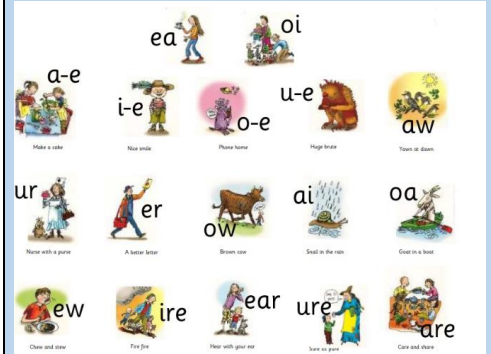 ea oi
a-e i-e o-e u-e aw
Make a cake Nice smile Phone home Huge brute Yawn at dawn
ur er ow ai oa
Nurse with a purse A better letter Brown cow Snail in the rain Goat in a boat
ew ire ear ure are
Chew and stew Fire fire Hear with your ear Sure so pure Care and share